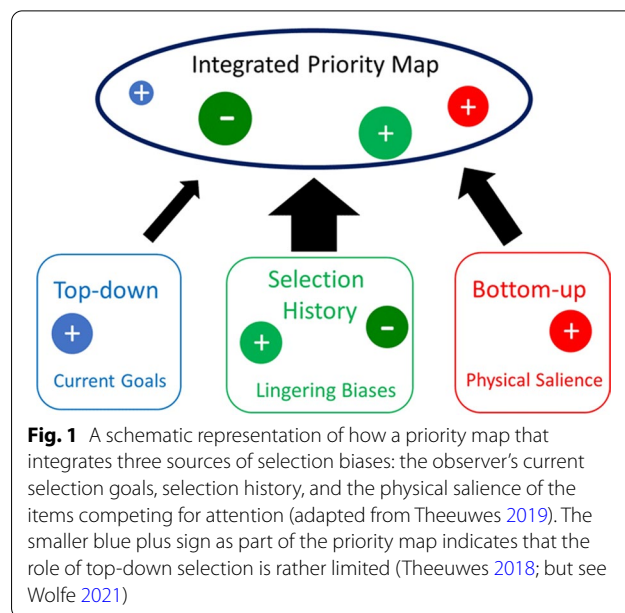 Integrated Priority Map
+
-
+
+
Top-down
+
Current Goals
Selection
History
+
-
Lingering Biases
Bottom-up
+
Physical Salience
Fig. 1 A schematic representation of how a priority map that
integrates three sources of selection biases: the observer's current
selection goals, selection history, and the physical salience of the
items competing for attention (adapted from Theeuwes 2019). The
smaller blue plus sign as part of the priority map indicates that the
role of top-down selection is rather limited (Theeuwes 2018; but see
Wolfe 2021)